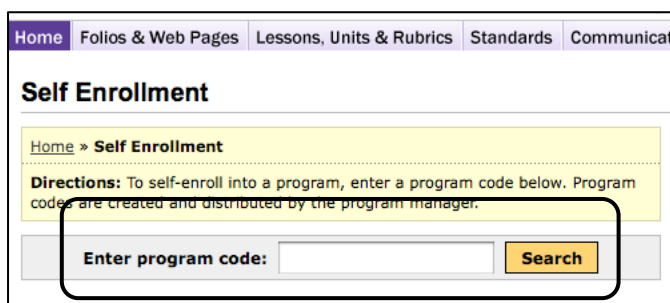 Home Folios & Web Pages Lessons, Units & Rubrics Standards Communicat
Self Enrollment
Home » Self Enrollment
Directions: To self-enroll into a program, enter a program code below. Program
codes are created and distributed by the program manager.
Enter program code: Search